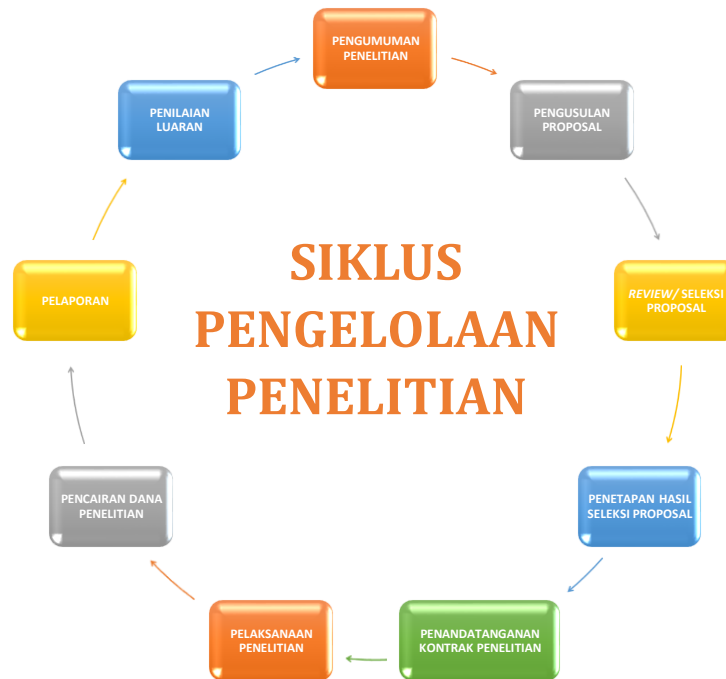 PENGUMUMAN
PENELITIAN
PENGUSULAN
PROPOSAL
REVIEW/ SELEKSI
PROPOSAL
PENETAPAN HASIL
SELEKSI PROPOSAL
PENANDATANGANAN
KONTRAK PENELITIAN
PELAKSANAAN
PENELITIAN
PENCAIRAN DANA
PENELITIAN
PELAPORAN
PENILAIAN
LUARAN
SIKLUS
PENGELOLAAN
PENELITIAN